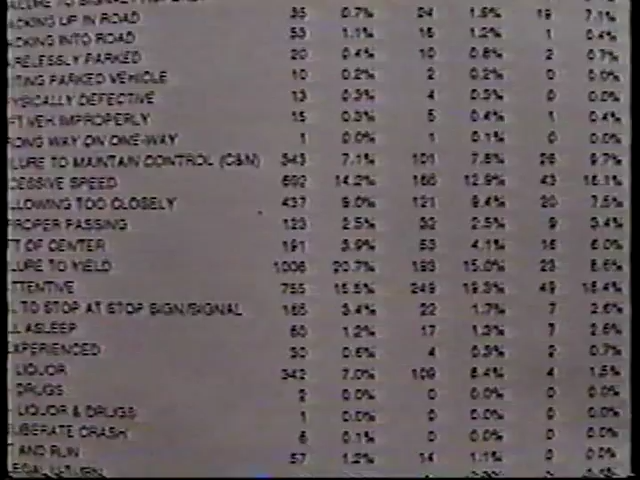 ACKING UP IN ROAD 35 0.7% 24 1.9% 19 7.1%
ACKING INTO ROAD 53 1.1% 16 1.2% 1 0.4%
RELESSLY PARKED 20 0.4% 10 0.8% 2 0.7%
TING PARKED VEHICLE 10 0.2% 2 0.2% 0 0.0%
YSICALLY DEFECTIVE 13 0.3% 4 0.3% 0 0.0%
FT VEH IMPROPERLY 15 0.3% 5 0.4% 1 0.4%
RONG WAY ON ONE-WAY 1 0.0% 1 0.1% 0 0.0%
LURE TO MAINTAIN CONTROL (C&N) 343 7.1% 101 7.8% 26 9.7%
CESSIVE SPEED 692 14.2% 166 12.9% 43 16.1%
LLOWING TOO CLOSELY 437 9.0% 121 9.4% 20 7.5%
PROPER PASSING 123 2.5% 32 2.5% 9 3.4%
FT OF CENTER 191 3.9% 53 4.1% 16 6.0%
LURE TO YIELD 1006 20.7% 193 15.0% 23 8.6%
TTENTIVE 755 15.5% 249 19.3% 49 18.4%
L TO STOP AT STOP SIGN/SIGNAL 165 3.4% 22 1.7% 7 2.6%
LL ASLEEP 60 1.2% 17 1.3% 7 2.6%
EXPERIENCED 30 0.6% 4 0.3% 2 0.7%
LIQUOR 342 7.0% 109 8.4% 4 1.5%
DRUGS 2 0.0% 0 0.0% 0 0.0%
LIQUOR & DRUGS 1 0.0% 0 0.0% 0 0.0%
LIBERATE CRASH 6 0.1% 0 0.0% 0 0.0%
T AND RUN 57 1.2% 14 1.1% 0 0.0%